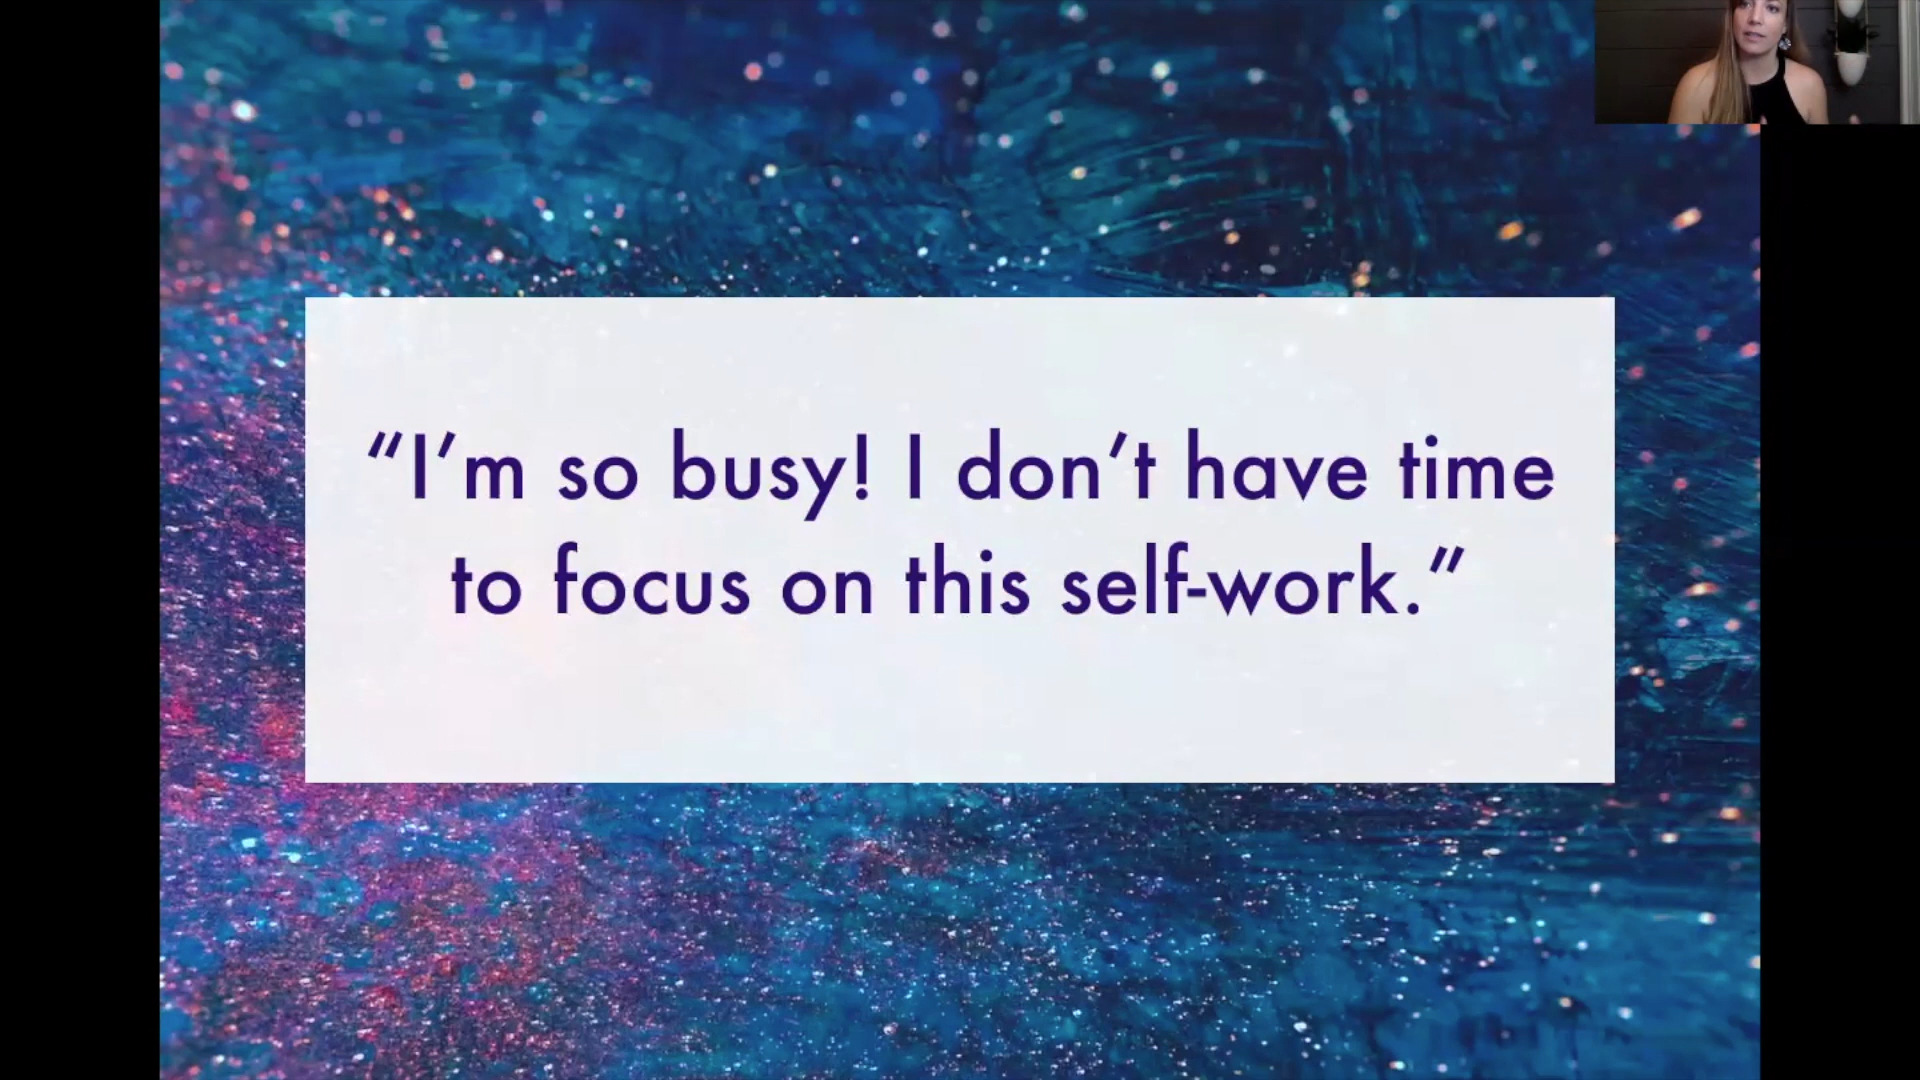 “I’m so busy! I don’t have time
to focus on this self-work.”